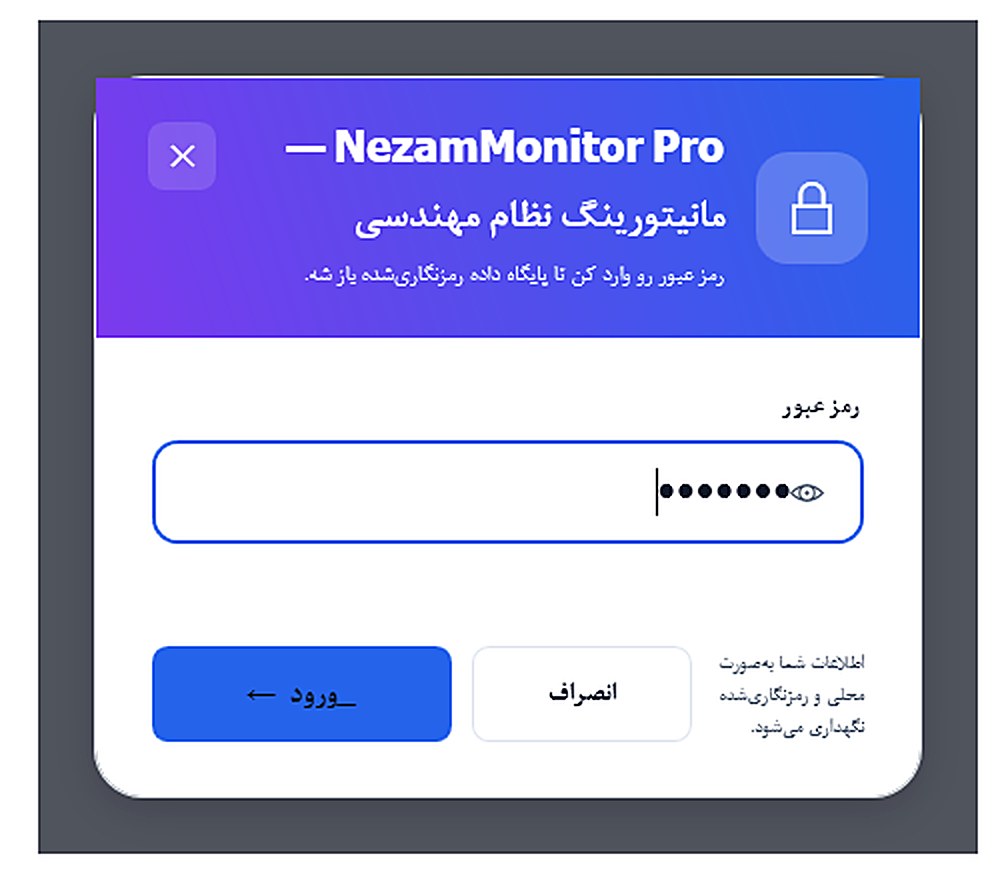 NezamMonitor Pro —
مانیتورینگ نظام مهندسی
رمز عبور رو وارد کن تا پایگاه داده رمزنگاری‌شده باز شه.
رمز عبور
انصراف
_ورود ←
اطلاعات شما به‌صورت
محلی و رمزنگاری‌شده
نگهداری می‌شود.